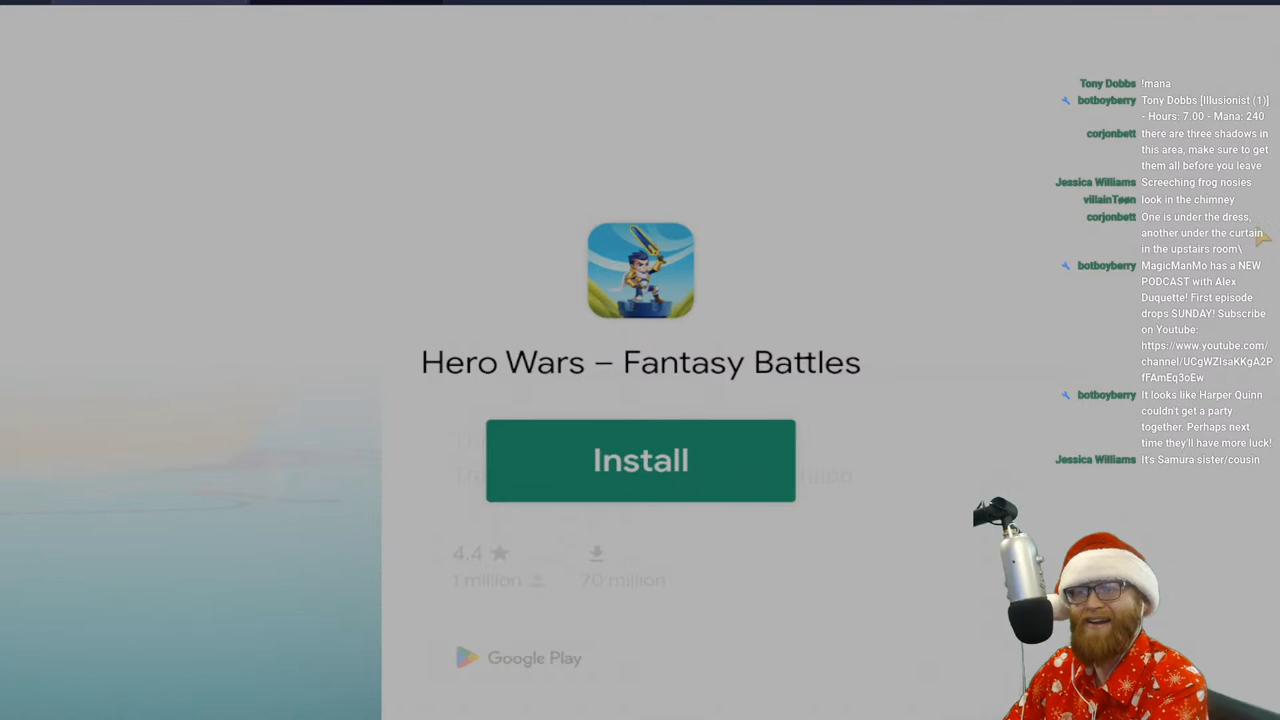 Hero Wars – Fantasy Battles
Install
4.4
1 million
70 million
Google Play
Tony Dobbs !mana
botboyberry Tony Dobbs [Illusionist (1)]
- Hours: 7.00 - Mana: 240
corjonbett there are three shadows in
this area, make sure to get
them all before you leave
Jessica Williams Screeching frog nosies
villainTøøn look in the chimney
corjonbett One is under the dress,
another under the curtain
in the upstairs room\
botboyberry MagicManMo has a NEW
PODCAST with Alex
Duquette! First episode
drops SUNDAY! Subscribe
on Youtube:
https://www.youtube.com/
channel/UCgWZIsaKKgA2P
fFAmEq3oEw
botboyberry It looks like Harper Quinn
couldn't get a party
together. Perhaps next
time they'll have more luck!
Jessica Williams It's Samura sister/cousin